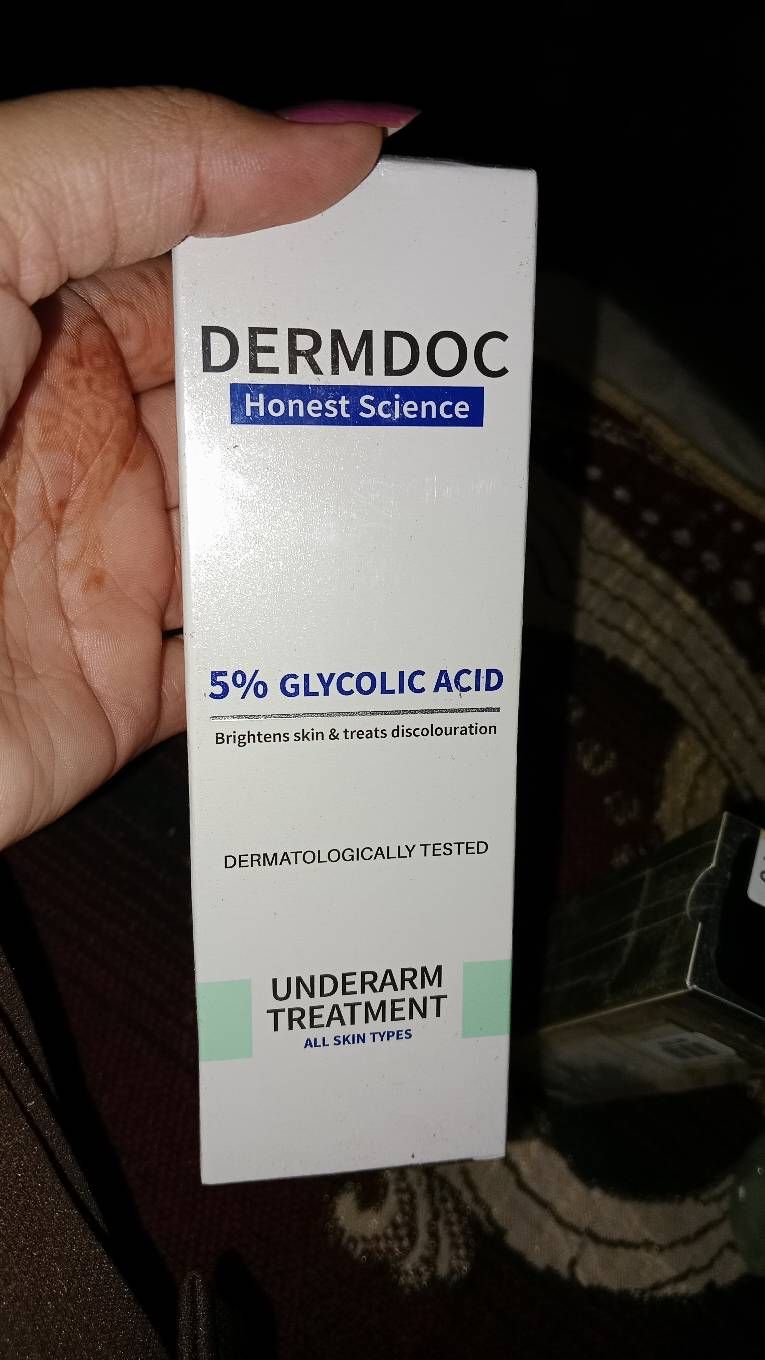 DERMDOC
Honest Science
5% GLYCOLIC ACID
Brightens skin & treats discolouration
DERMATOLOGICALLY TESTED
UNDERARM
TREATMENT
ALL SKIN TYPES